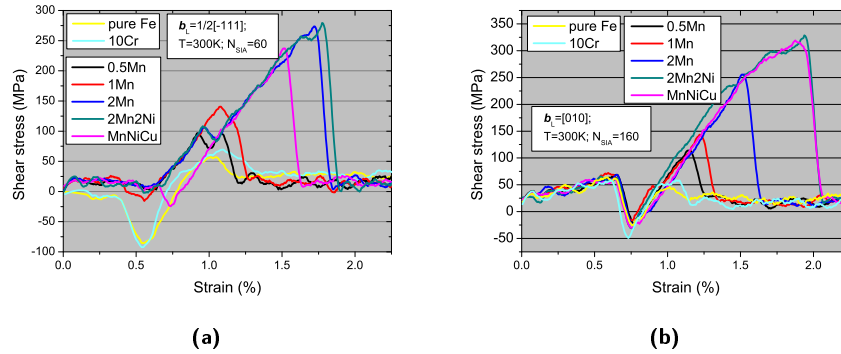 pure Fe
10Cr
b_L=1/2[-111];
T=300K; N_SIA=60
0.5Mn
1Mn
2Mn
2Mn2Ni
MnNiCu
Shear stress (MPa)
300
250
200
150
100
50
0
-50
-100
0.0 0.5 1.0 1.5 2.0
Strain (%)
(a)
pure Fe
10Cr
0.5Mn
1Mn
2Mn
2Mn2Ni
MnNiCu
b_L=[010];
T=300K; N_SIA=160
Shear stress (MPa)
350
300
250
200
150
100
50
0
50
0.0 0.5 1.0 1.5 2.0
Strain (%)
(b)